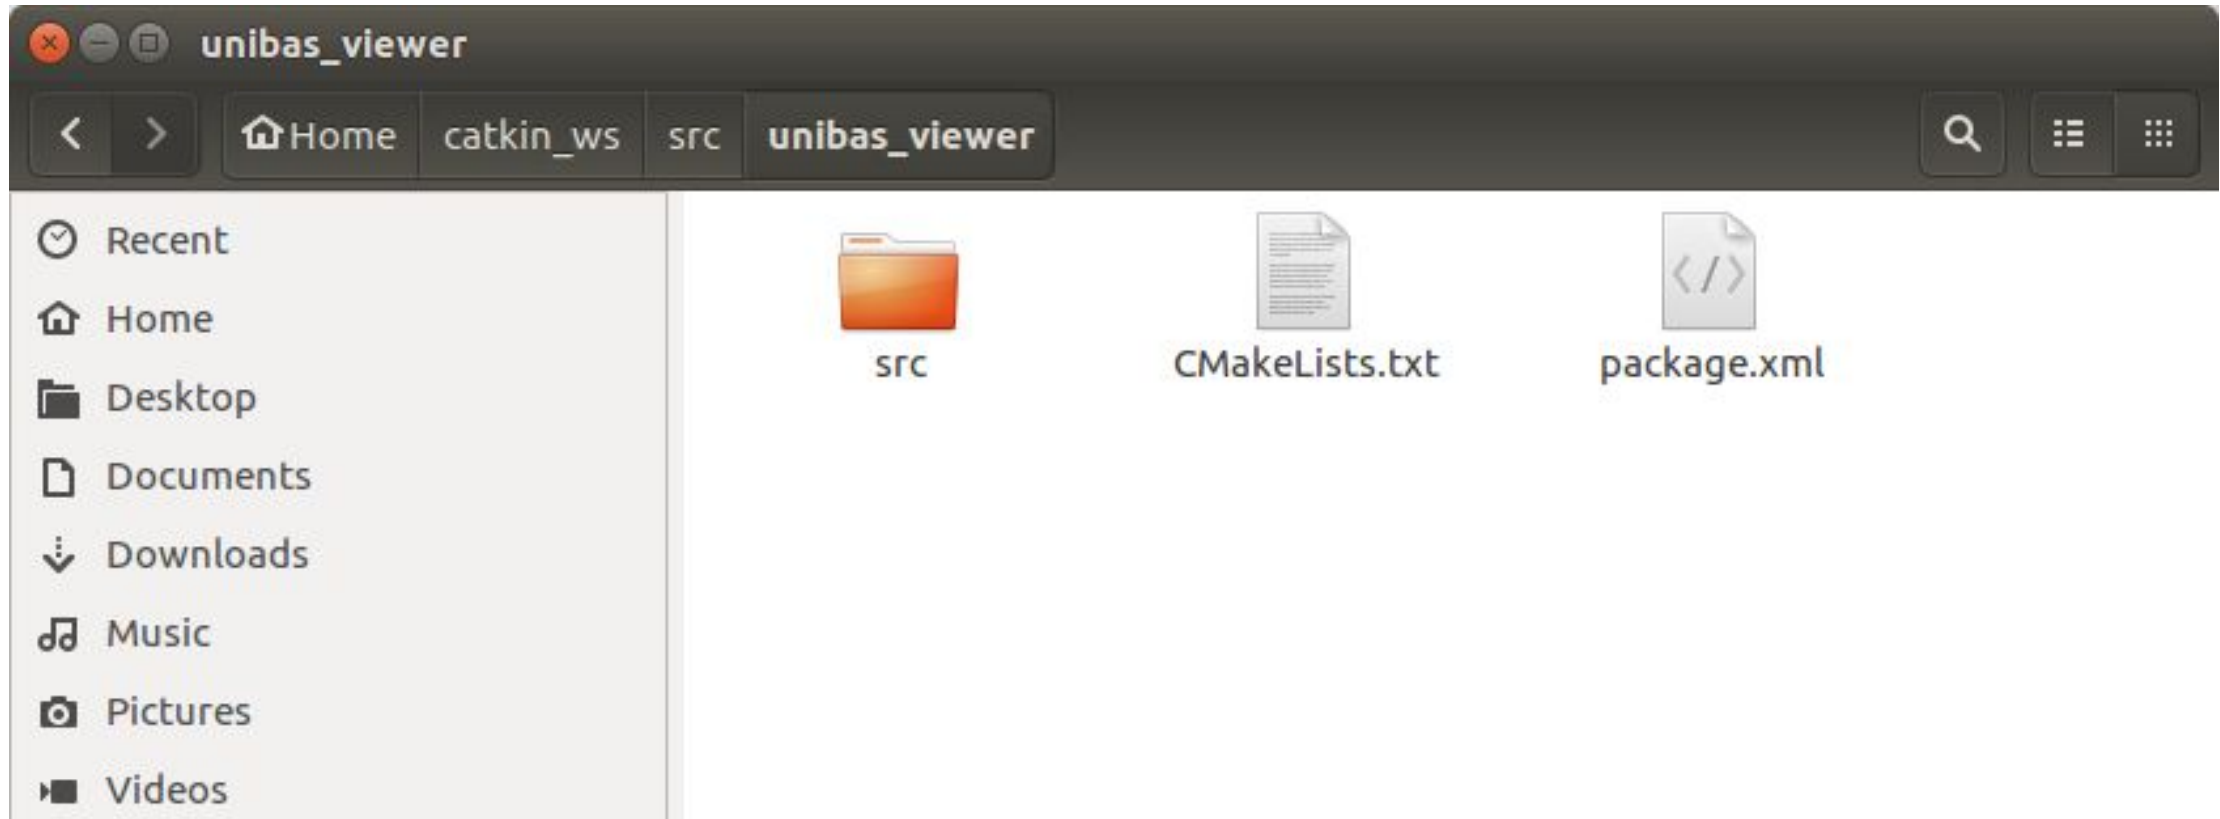 unibas_viewer
Home catkin_ws src unibas_viewer
Recent
Home
Desktop
Documents
Downloads
Music
Pictures
Videos
src CMakeLists.txt package.xml